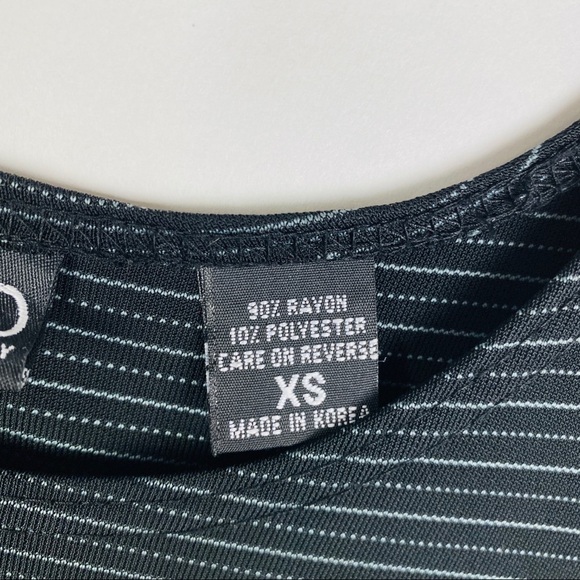 90% RAYON
10% POLYESTER
CARE ON REVERSE
XS
MADE IN KOREA